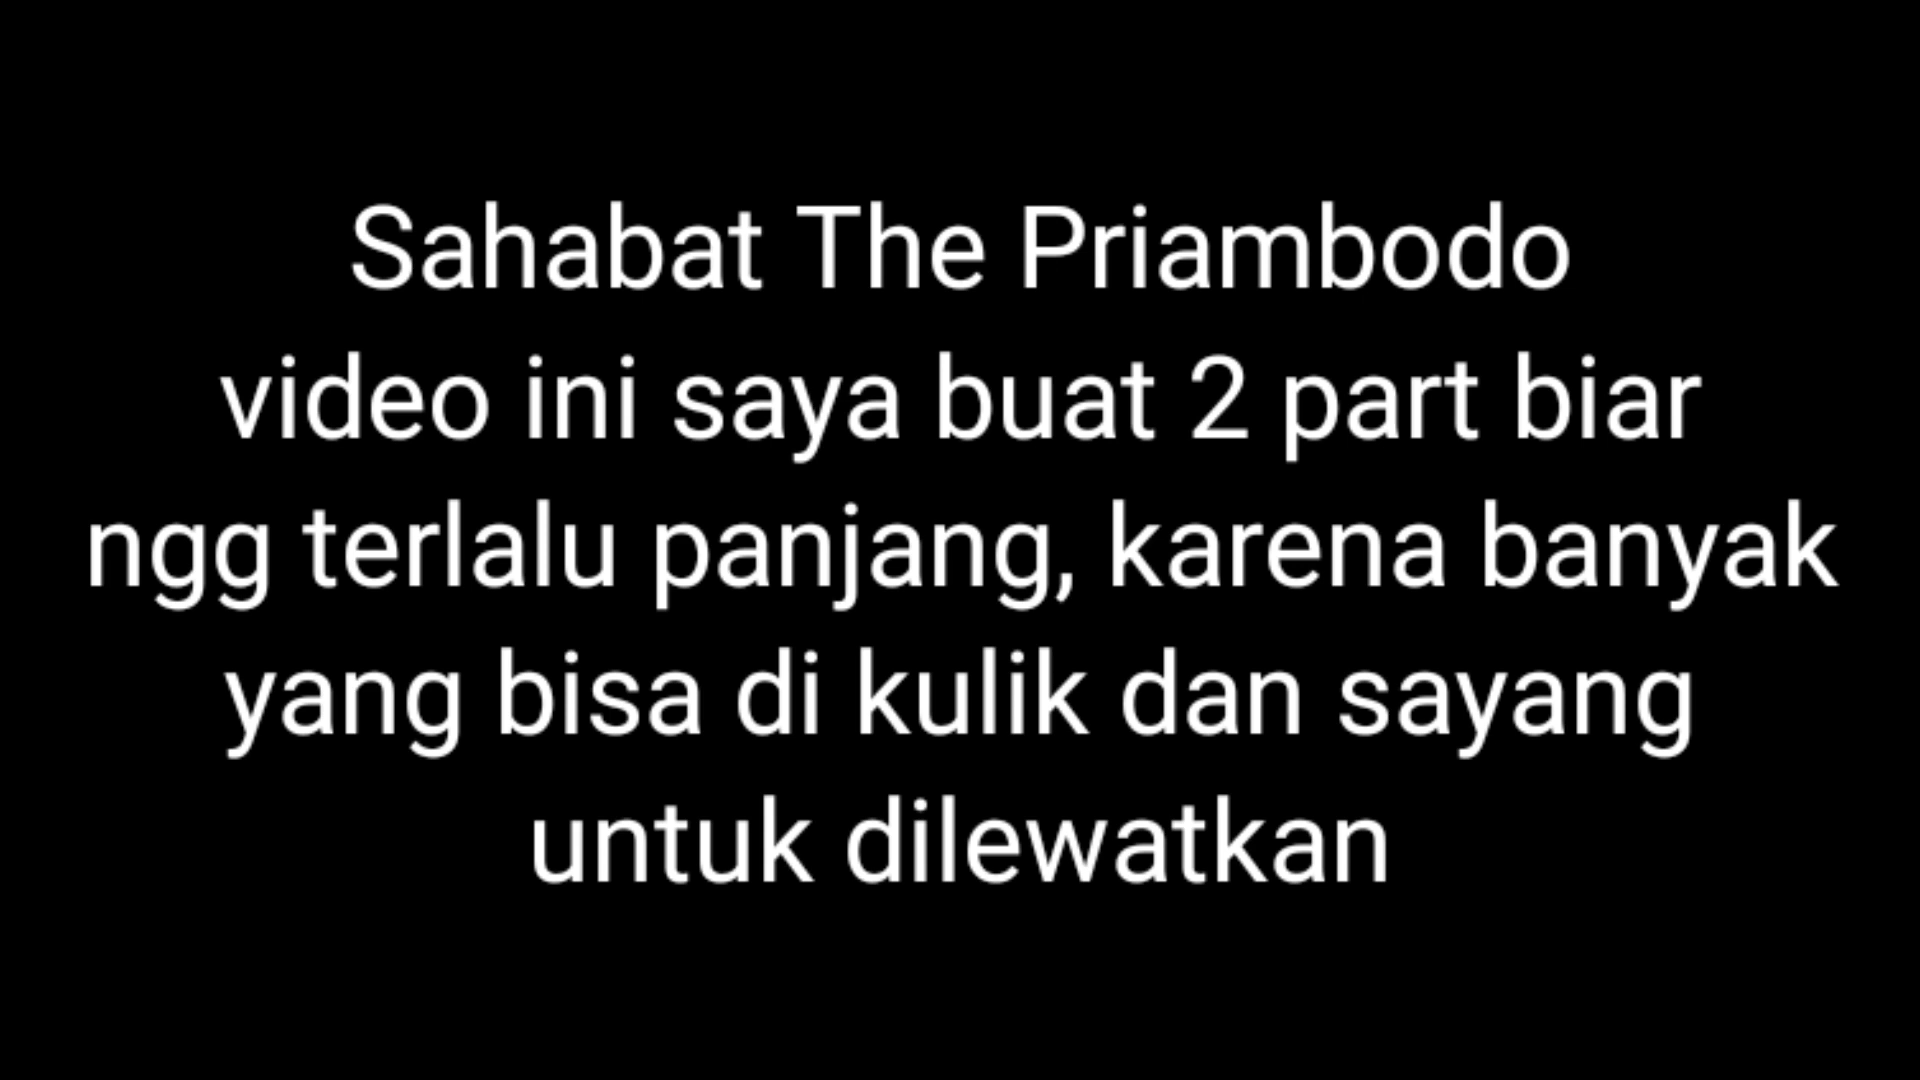 Sahabat The Priambodo
video ini saya buat 2 part biar
ngg terlalu panjang, karena banyak
yang bisa di kulik dan sayang
untuk dilewatkan